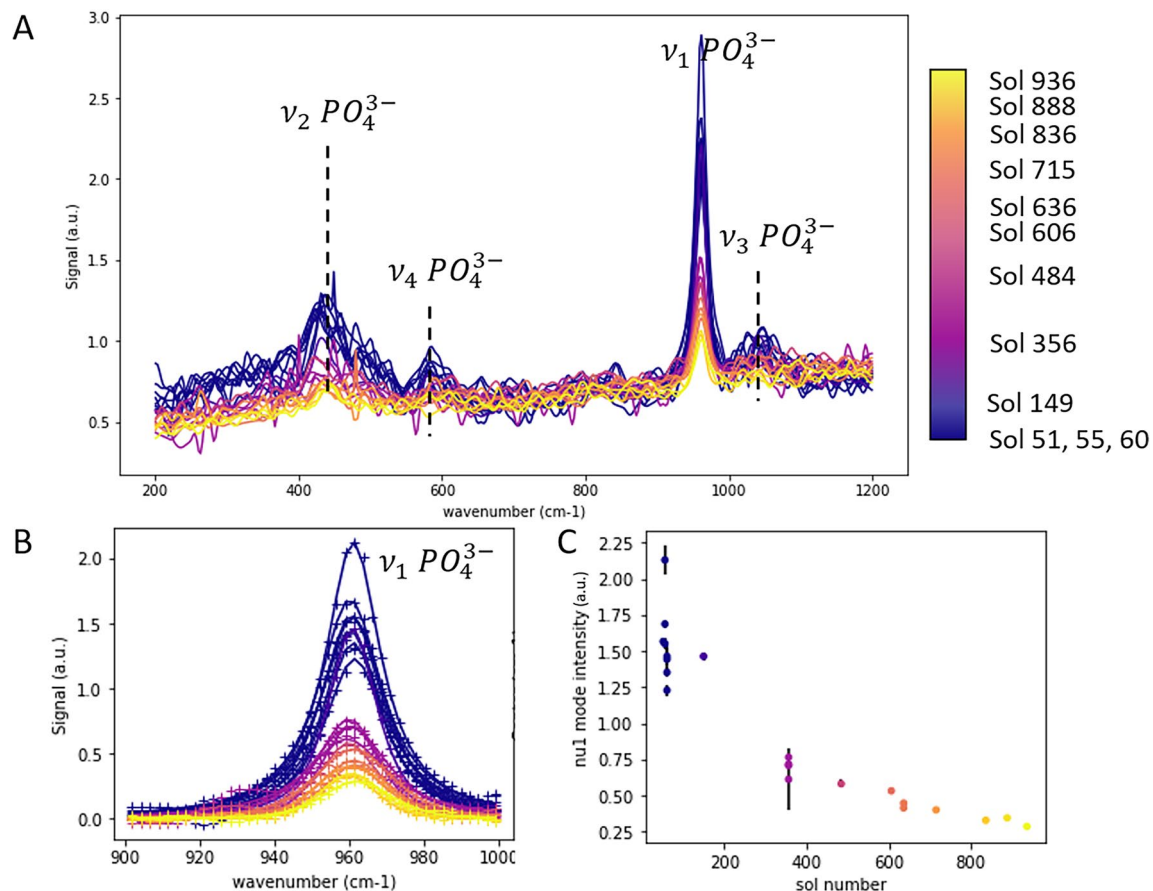 A
3.0
2.5
2.0
1.5
1.0
0.5
Signal (a.u.)
ν₂ PO₄³⁻
ν₄ PO₄³⁻
ν₁ PO₄³⁻
ν₃ PO₄³⁻
200 400 600 800 1000 1200
wavenumber (cm-1)
Sol 936
Sol 888
Sol 836
Sol 715
Sol 636
Sol 606
Sol 484
Sol 356
Sol 149
Sol 51, 55, 60
B
2.0
1.5
1.0
0.5
0.0
Signal (a.u.)
ν₁ PO₄³⁻
900 920 940 960 980 1000
wavenumber (cm-1)
C
2.25
2.00
1.75
1.50
1.25
1.00
0.75
0.50
0.25
nu1 mode intensity (a.u.)
200 400 600 800
sol number